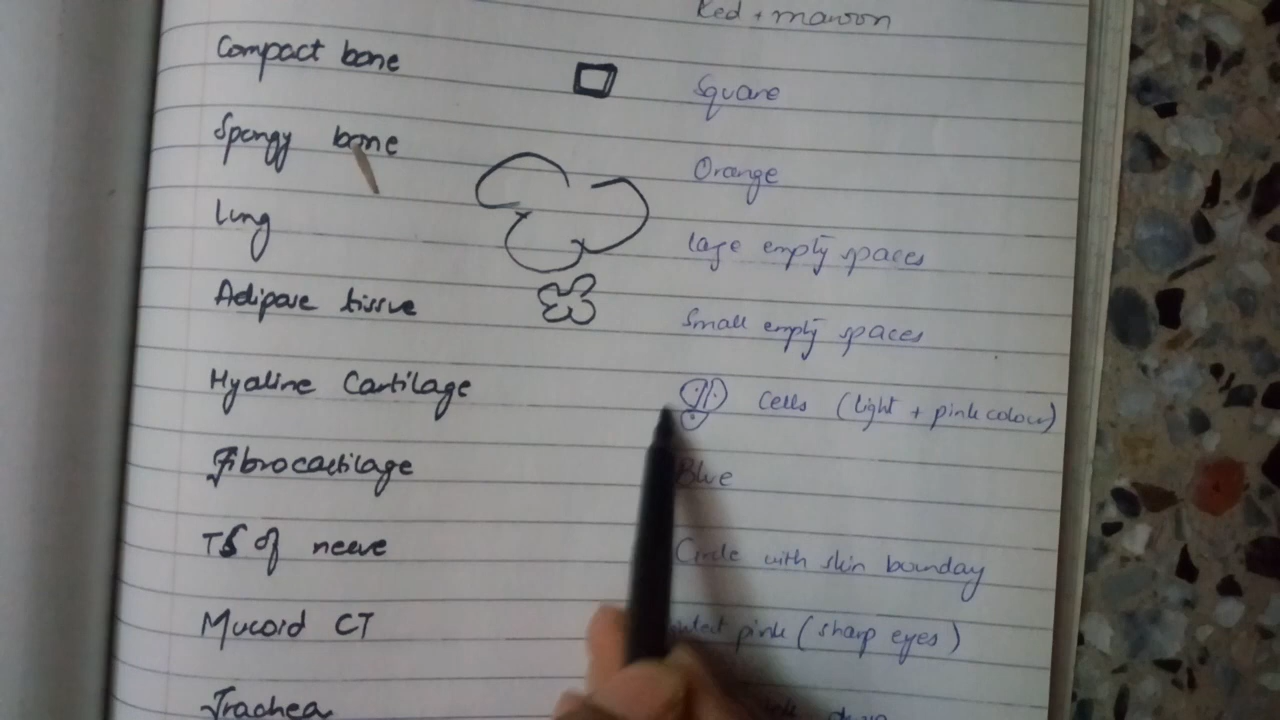 Red + maroon
Compact bone Square
Spongy bone Orange
Lung large empty spaces
Adipose tissue Small empty spaces
Hyaline Cartilage Cells (light + pink colour)
Fibrocartilage Blue
TS of nerve Circle with skin bounday
Mucoid CT pink (sharp eyes)
Trachea